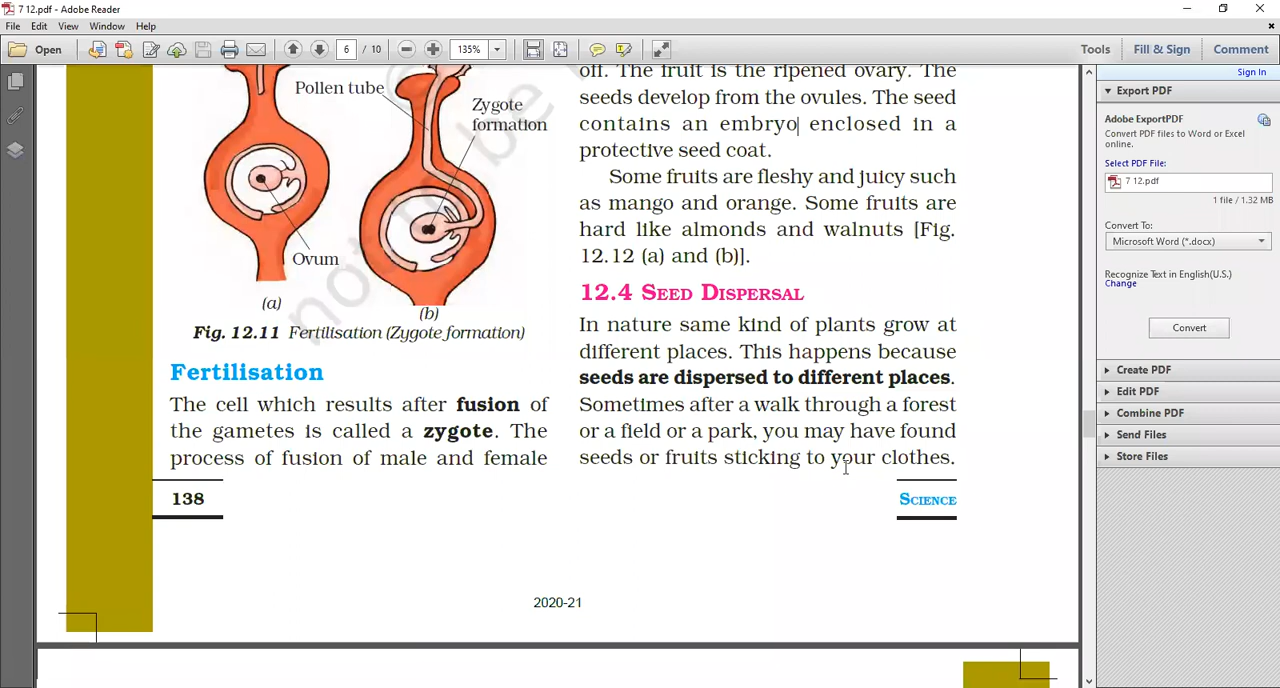 7 12.pdf - Adobe Reader
File Edit View Window Help
Open 6 / 10 135% Tools Fill & Sign Comment
Sign In
Export PDF
Adobe ExportPDF
Convert PDF files to Word or Excel
online.
Select PDF File:
7 12.pdf
1 file / 1.32 MB
Convert To:
Microsoft Word (*.docx)
Recognize Text in English(U.S.)
Change
Convert
Create PDF
Edit PDF
Combine PDF
Send Files
Store Files
Pollen tube
Zygote
formation
Ovum
(a)
(b)
not be
Fig. 12.11 Fertilisation (Zygote formation)
Fertilisation
The cell which results after fusion of
the gametes is called a zygote. The
process of fusion of male and female
138
off. The fruit is the ripened ovary. The
seeds develop from the ovules. The seed
contains an embryo enclosed in a
protective seed coat.
Some fruits are fleshy and juicy such
as mango and orange. Some fruits are
hard like almonds and walnuts [Fig.
12.12 (a) and (b)].
12.4 SEED DISPERSAL
In nature same kind of plants grow at
different places. This happens because
seeds are dispersed to different places.
Sometimes after a walk through a forest
or a field or a park, you may have found
seeds or fruits sticking to your clothes.
SCIENCE
2020-21